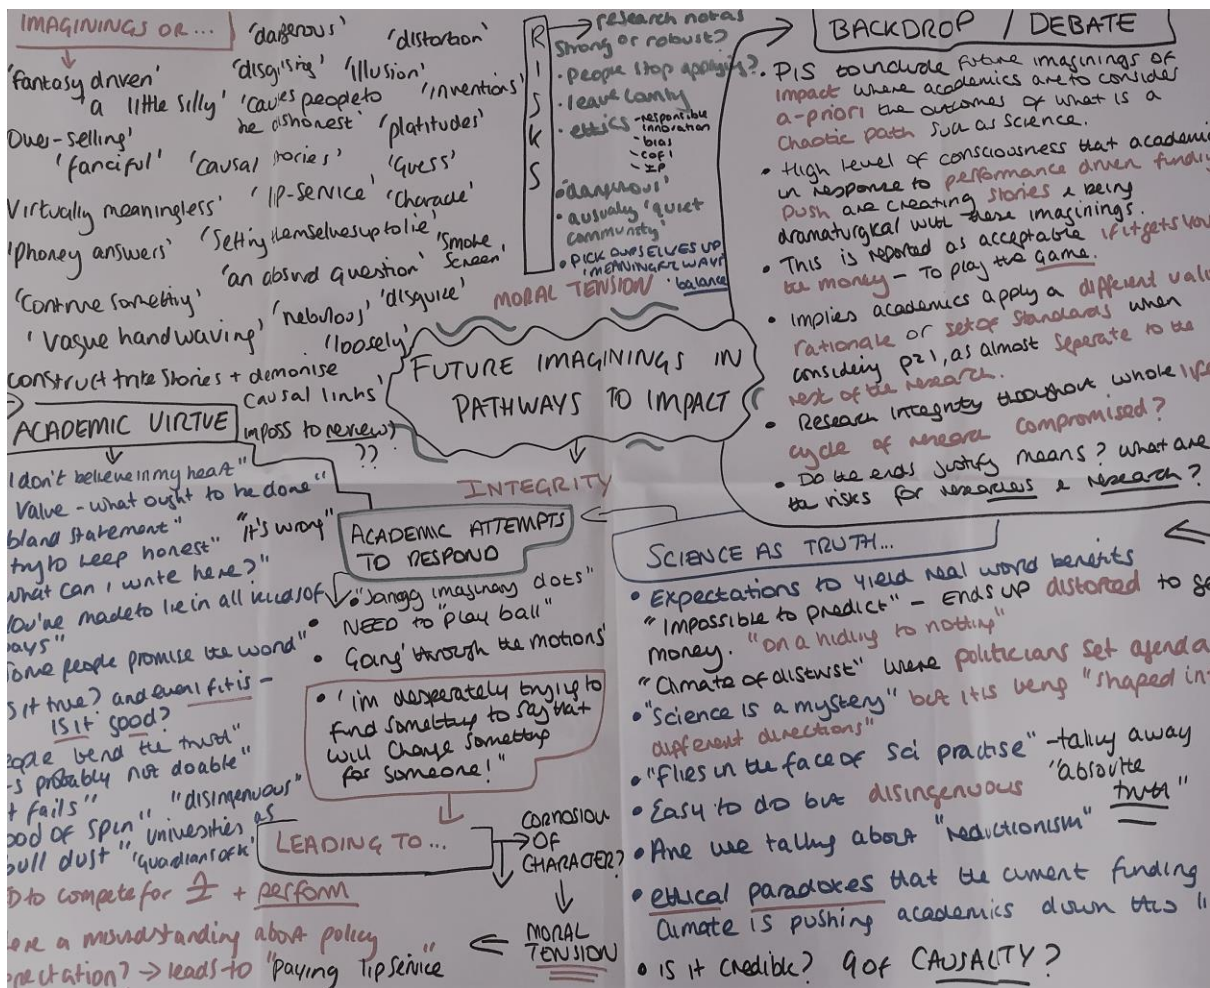 IMAGININGS OR...
'dangerous'
'distortion'
'fantasy driven'
'disgising'
'illusion'
'a little silly'
'causes people to
be dishonest'
'inventions'
Over-selling'
'platitudes'
'fanciful'
'causal stories'
'Guess'
Virtually meaningless'
'lip-service'
'Charade'
'Phoney answers'
'Setting themselves up to lie'
'Smoke
Screen'
'an absurd question'
'Contrive something'
'nebulous'
'disguise'
'Vague handwaving'
'loosely'
construct trite stories + demonise
causal links'
imposs to review?
??
RISKS
research not as
strong or robust?
• people stop applying?
• leave
• ethics - responsible
innovation
- bias
- COFI
- IP
• 'dangerous'
• a usually 'quiet
community'
• PICK OURSELVES UP
balance
MORAL TENSION
FUTURE IMAGININGS IN
PATHWAYS TO IMPACT
INTEGRITY
BACKDROP / DEBATE
• PIS to include future imaginings of
impact where academics are to consider
a-priori the outcomes of what is a
Chaotic path such as science.
• High level of consciousness that academic
in response to performance driven funding
push are creating stories & being
dramaturgical with these imaginings.
• This is reported as acceptable if it gets you
the money - To play the game.
• Implies academics apply a different value
rationale or set of standards when
considering p2i, as almost seperate to the
rest of the research.
• Research integrity throughout whole life
cycle of research compromised?
• Do the ends justify means? what are
the risks for researchers & research?
ACADEMIC VIRTUE
I don't believe in my heart"
Value - what ought to be done"
bland statement"
"it's wrong"
try to keep honest"
what can I write here?"
You've made to lie in all kinds of
ways"
Some people promise the world"
is it true? and even if it is -
is it good?
people bend the truth"
's probably not doable"
t fails"
"disingenuous"
ood of spin"
universities as
'guardians of k'
bull dust"
D to compete for £ + perform
ere a misunderstanding about policy
pectation? → leads to "paying lip service
ACADEMIC ATTEMPTS
TO RESPOND
• imaginary dots"
• NEED to "play ball"
• Going 'through the motions'
• 'im desperately trying to
find something to say that
will change something
for someone!"
LEADING TO...
CORROSION
OF
CHARACTER?
MORAL
TENSION
SCIENCE AS TRUTH...
• Expectations to yield real word benefits
"impossible to predict" - ends up distorted to ge
money. "on a hiding to nothing"
"Climate of distrust" where politicians set agenda
• "Science is a mystery" but it is being "shaped in
different directions"
• "Flies in the face of sci practise" - taking away
"absolute
truth"
• Easy to do but disingenuous
• Are we talking about "reductionism"
• ethical paradoxes that the current funding
climate is pushing academics down this "
• is it credible? q of CAUSALITY?